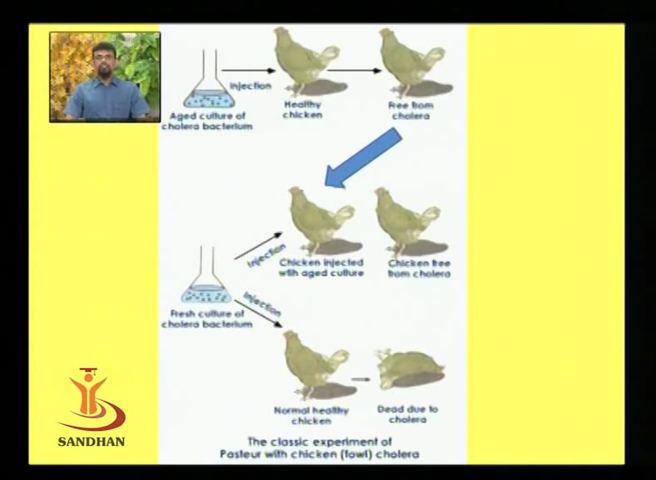 Injection
Aged culture of
cholera bacterium
Healthy
chicken
Free from
cholera
Injection
Chicken injected
with aged culture
Chicken free
from cholera
Fresh culture of
cholera bacterium
Injection
Normal healthy
chicken
Dead due to
cholera
The classic experiment of
Pasteur with chicken (fowl) cholera
SANDHAN